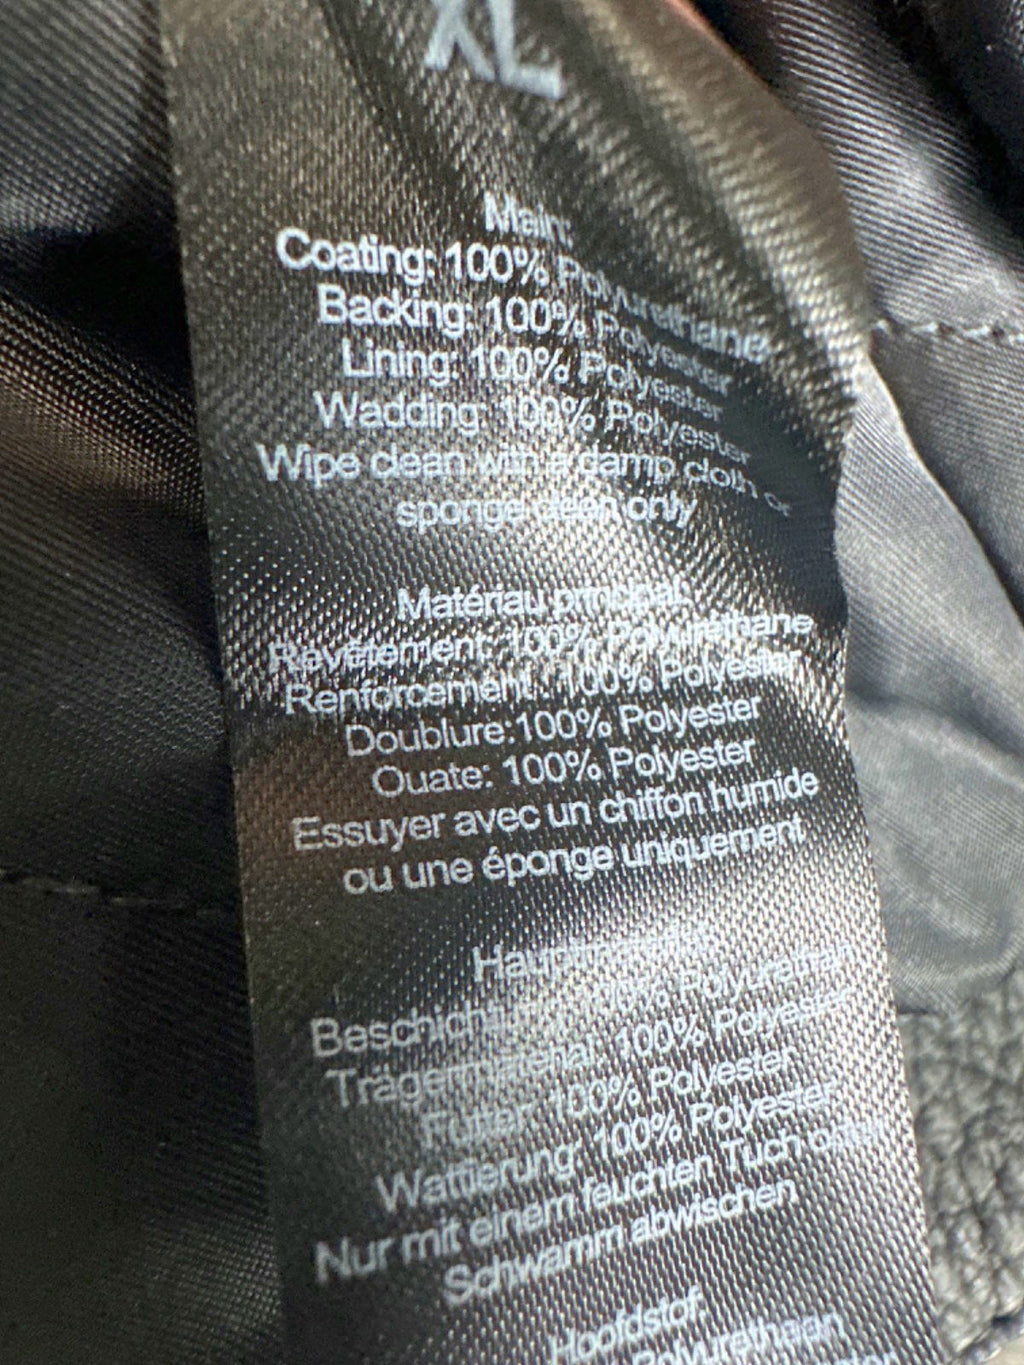 XL
Main:
Coating: 100% Polyurethane
Backing: 100% Polyester
Lining: 100% Polyester
Wadding: 100% Polyester
Wipe clean with a damp cloth or
sponge clean only
Matériau principal:
Revêtement: 100% Polyuréthane
Renforcement: 100% Polyester
Doublure:100% Polyester
Ouate: 100% Polyester
Essuyer avec un chiffon humide
ou une éponge uniquement
Hauptmaterial:
Beschichtung: 100% Polyurethan
Trägermaterial: 100% Polyester
Futter: 100% Polyester
Wattierung: 100% Polyester
Nur mit einem feuchten Tuch oder
Schwamm abwischen
Hoofdstof:
Polyurethaan